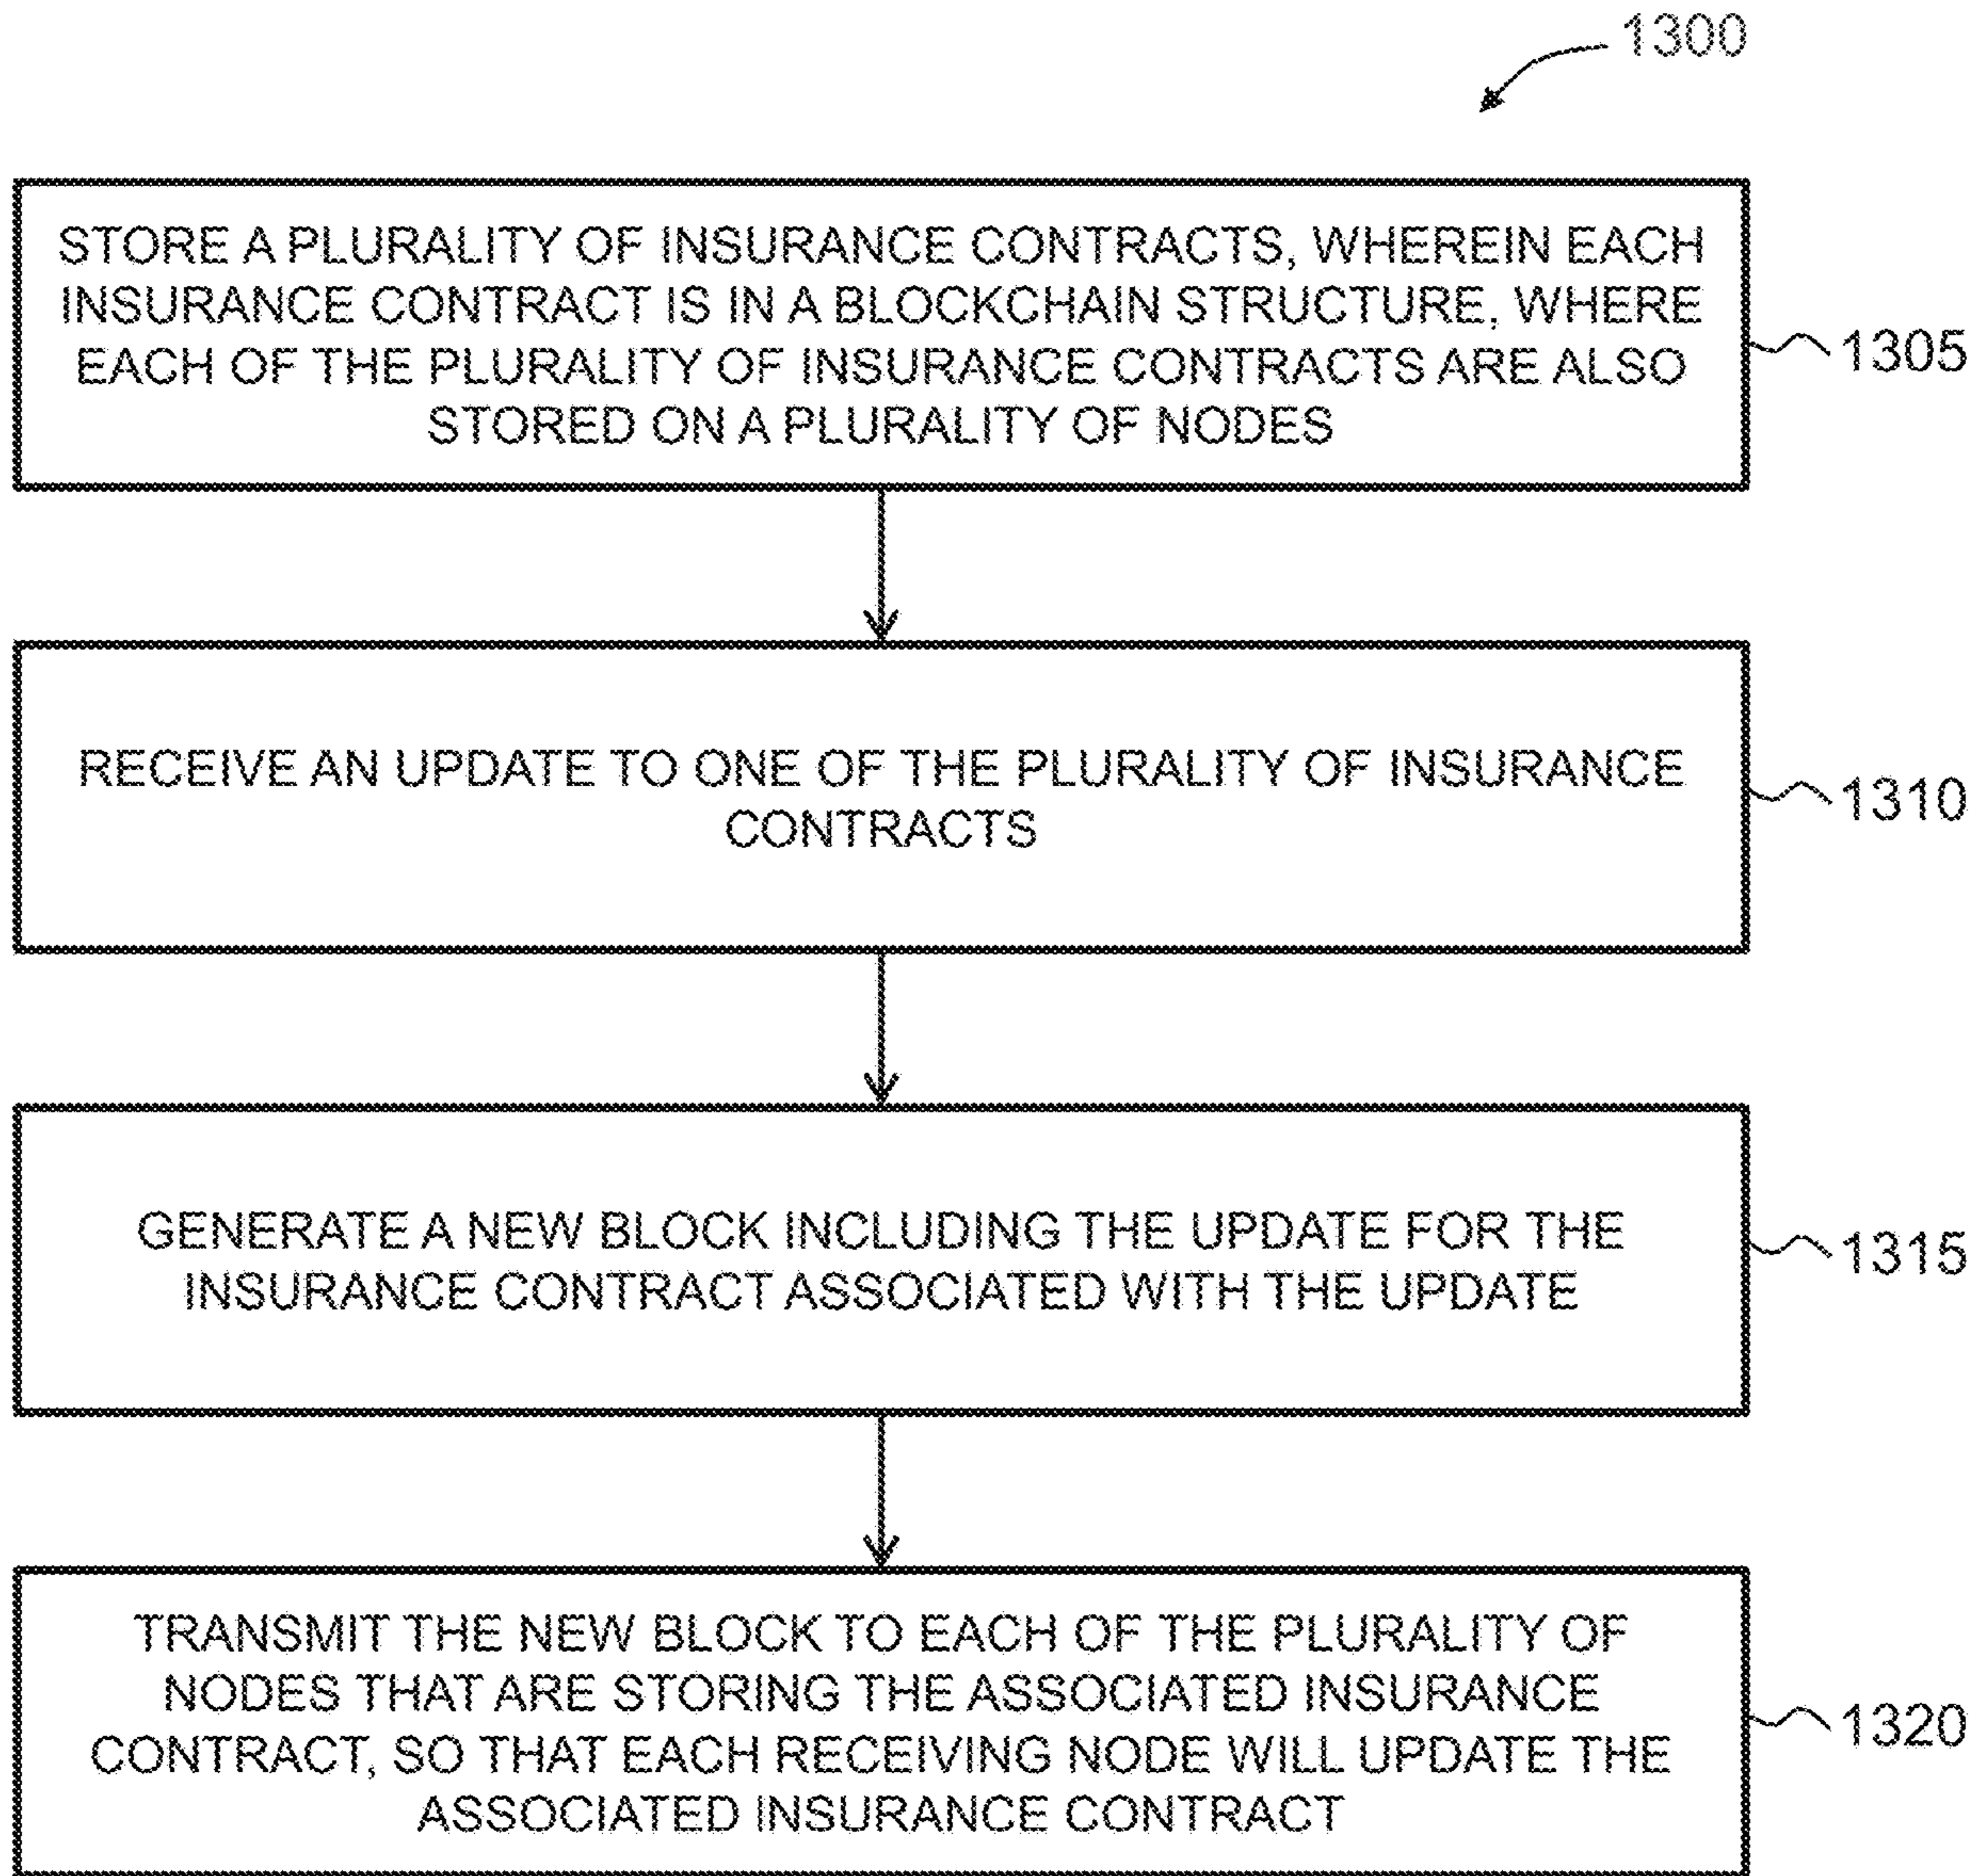 1300
STORE A PLURALITY OF INSURANCE CONTRACTS, WHEREIN EACH
INSURANCE CONTRACT IS IN A BLOCKCHAIN STRUCTURE, WHERE
EACH OF THE PLURALITY OF INSURANCE CONTRACTS ARE ALSO
STORED ON A PLURALITY OF NODES
1305
RECEIVE AN UPDATE TO ONE OF THE PLURALITY OF INSURANCE
CONTRACTS
1310
GENERATE A NEW BLOCK INCLUDING THE UPDATE FOR THE
INSURANCE CONTRACT ASSOCIATED WITH THE UPDATE
1315
TRANSMIT THE NEW BLOCK TO EACH OF THE PLURALITY OF
NODES THAT ARE STORING THE ASSOCIATED INSURANCE
CONTRACT, SO THAT EACH RECEIVING NODE WILL UPDATE THE
ASSOCIATED INSURANCE CONTRACT
1320